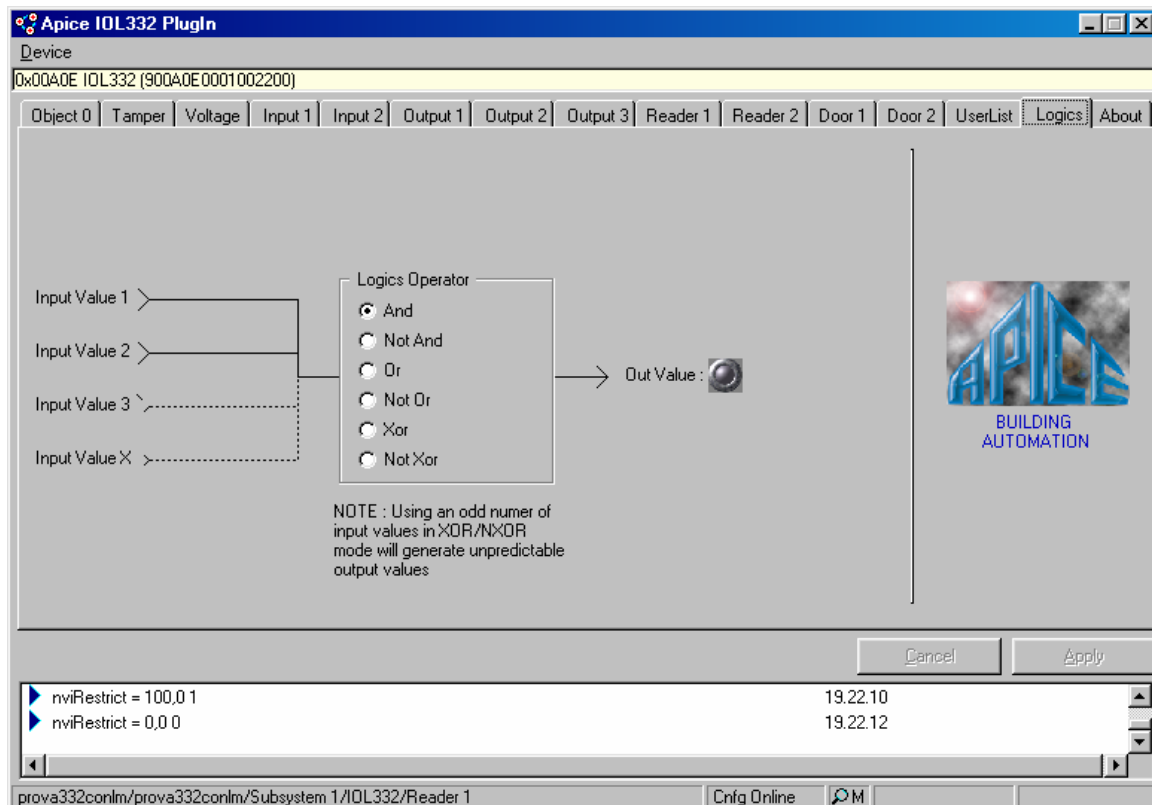 Apice IOL332 PlugIn
Device
0x00A0E IOL332 (900A0E0001002200)
Object 0 Tamper Voltage Input 1 Input 2 Output 1 Output 2 Output 3 Reader 1 Reader 2 Door 1 Door 2 UserList Logics About
Logics Operator
Input Value 1
Input Value 2
Input Value 3
Input Value X
And
Not And
Or
Not Or
Xor
Not Xor
Out Value :
NOTE : Using an odd numer of
input values in XOR/NXOR
mode will generate unpredictable
output values
APICE
BUILDING
AUTOMATION
Cancel Apply
nviRestrict = 100,0 1 19.22.10
nviRestrict = 0,0 0 19.22.12
prova332conlm/prova332conlm/Subsystem 1/IOL332/Reader 1 Cnfg Online M